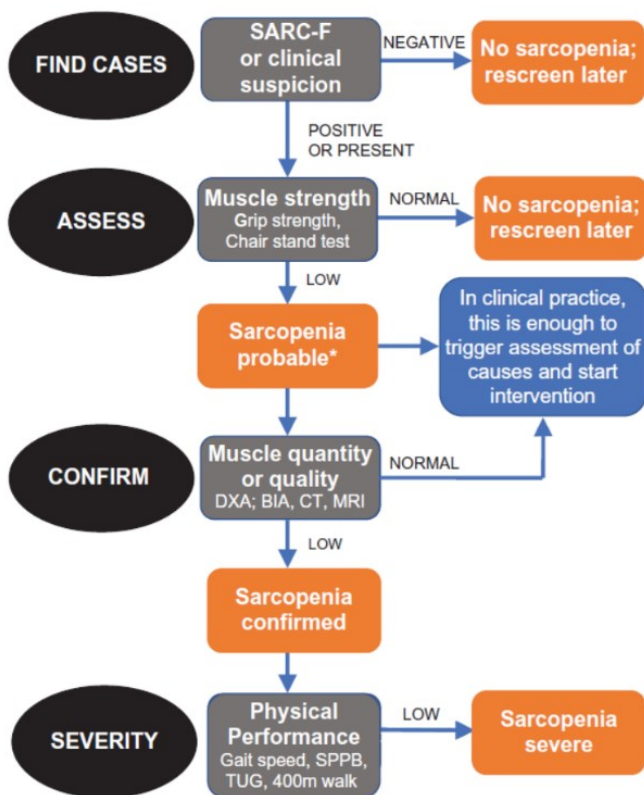 FIND CASES
SARC-F
or clinical
suspicion
NEGATIVE
No sarcopenia;
rescreen later
POSITIVE
OR PRESENT
ASSESS
Muscle strength
Grip strength,
Chair stand test
NORMAL
No sarcopenia;
rescreen later
LOW
Sarcopenia
probable*
In clinical practice,
this is enough to
trigger assessment of
causes and start
intervention
CONFIRM
Muscle quantity
or quality
DXA; BIA, CT, MRI
NORMAL
LOW
Sarcopenia
confirmed
SEVERITY
Physical
Performance
Gait speed, SPPB,
TUG, 400m walk
LOW
Sarcopenia
severe